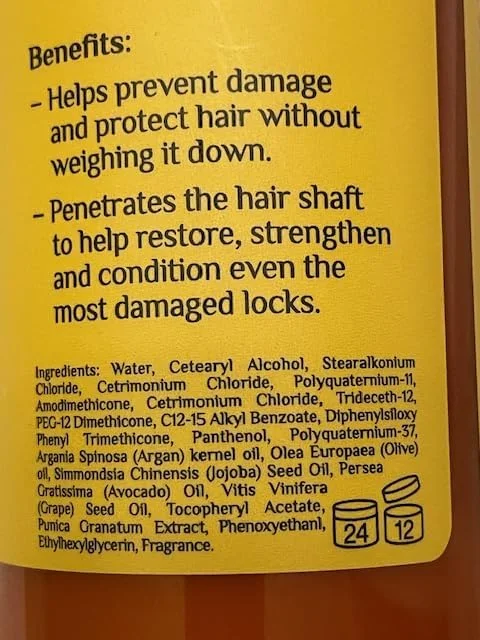 Benefits:
- Helps prevent damage
and protect hair without
weighing it down.
- Penetrates the hair shaft
to help restore, strengthen
and condition even the
most damaged locks.
Ingredients: Water, Cetearyl Alcohol, Stearalkonium
Chloride, Cetrimonium Chloride, Polyquaternium-11,
Amodimethicone, Cetrimonium Chloride, Trideceth-12,
PEG-12 Dimethicone, C12-15 Alkyl Benzoate, Diphenylsiloxy
Phenyl Trimethicone, Panthenol, Polyquaternium-37,
Argania Spinosa (Argan) kernel oil, Olea Europaea (Olive)
oil, Simmondsia Chinensis (Jojoba) Seed Oil, Persea
Gratissima (Avocado) Oil, Vitis Vinifera
(Grape) Seed Oil, Tocopheryl Acetate,
Punica Granatum Extract, Phenoxyethanl,
Ethylhexylglycerin, Fragrance.
24 12